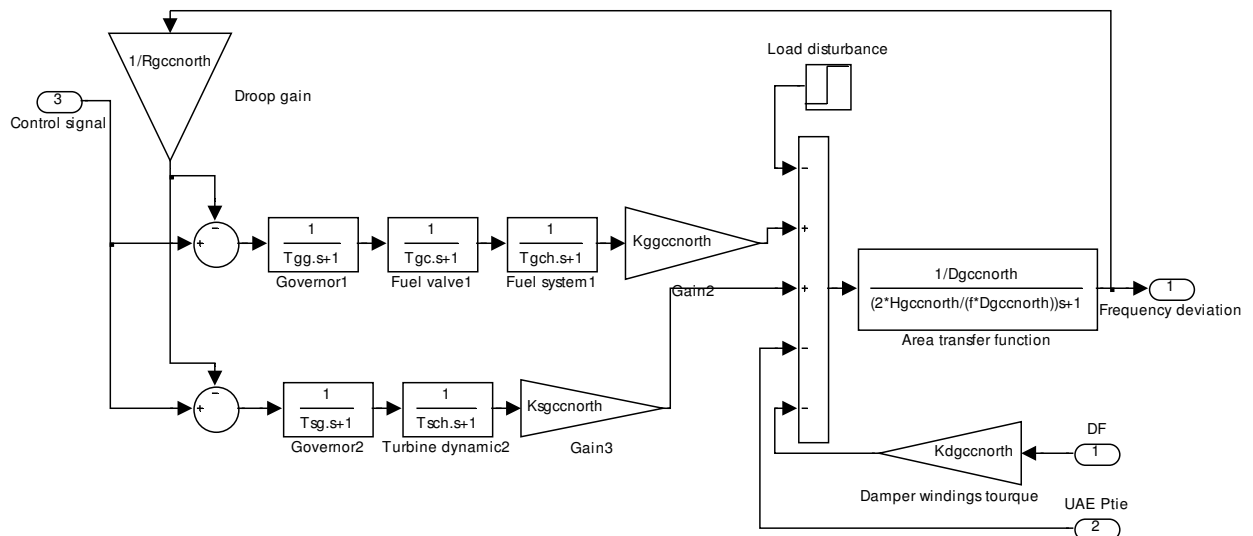 Load disturbance
1/Rgccnorth
Droop gain
3
Control signal
−
−
+
1
Tgg.s+1
Governor1
1
Tgc.s+1
Fuel valve1
1
Tgch.s+1
Fuel system1
Kggccnorth
Gain2
+
+
−
−
1/Dgccnorth
(2*Hgccnorth/(f*Dgccnorth))s+1
Area transfer function
1
Frequency deviation
−
+
1
Tsg.s+1
Governor2
1
Tsch.s+1
Turbine dynamic2
Ksgccnorth
Gain3
Kdgccnorth
Damper windings tourque
DF
1
UAE Ptie
2